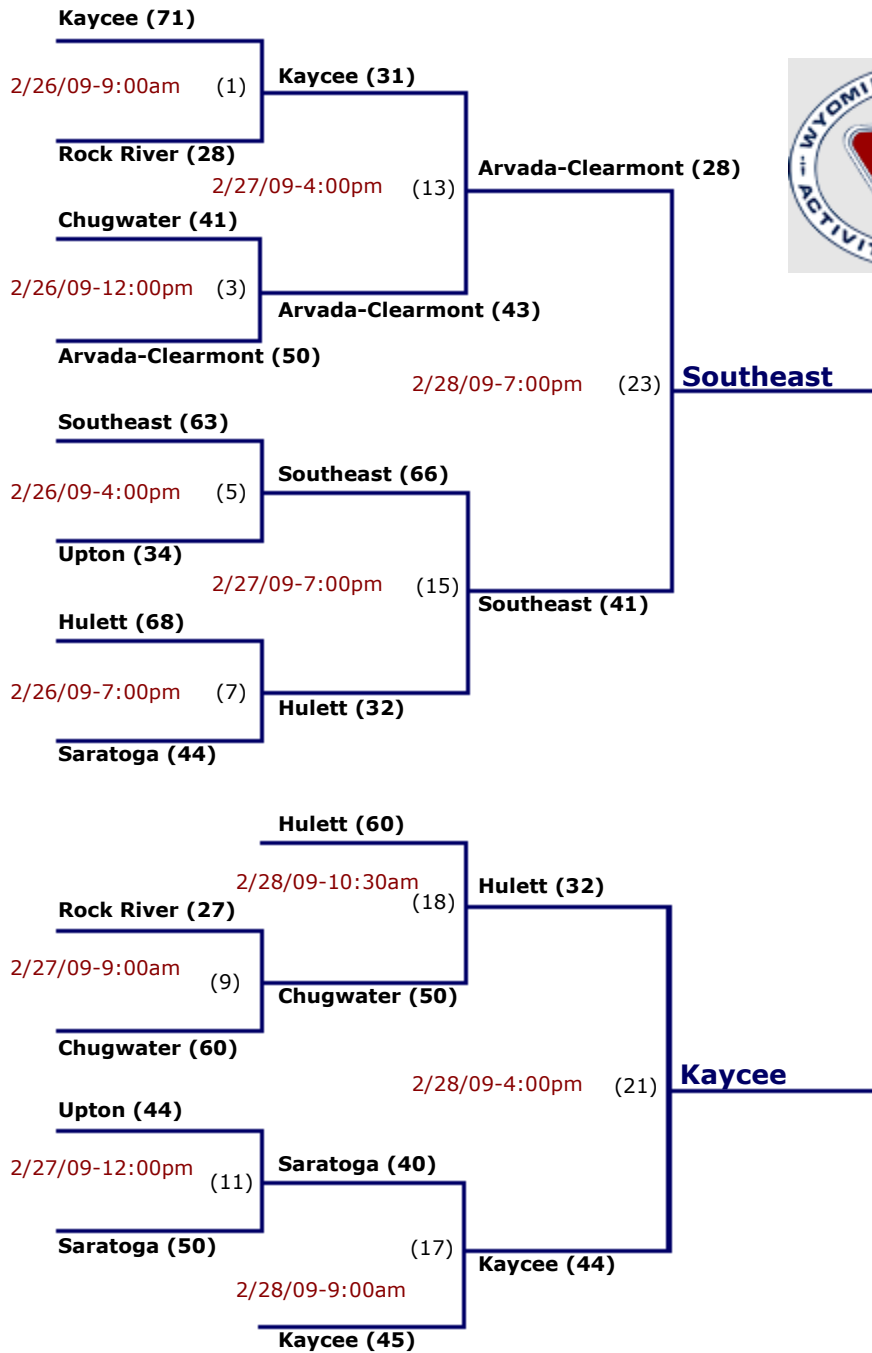 Kaycee (71)
2/26/09-9:00am (1) Kaycee (31)
Rock River (28)
2/27/09-4:00pm (13) Arvada-Clearmont (28)
Chugwater (41)
2/26/09-12:00pm (3)
Arvada-Clearmont (43)
Arvada-Clearmont (50)
2/28/09-7:00pm (23) Southeast
Southeast (63)
Southeast (66)
2/26/09-4:00pm (5)
Upton (34)
2/27/09-7:00pm (15)
Southeast (41)
Hulett (68)
2/26/09-7:00pm (7)
Hulett (32)
Saratoga (44)
Hulett (60)
2/28/09-10:30am (18) Hulett (32)
Rock River (27)
2/27/09-9:00am (9)
Chugwater (50)
Chugwater (60)
2/28/09-4:00pm (21) Kaycee
Upton (44)
2/27/09-12:00pm (11) Saratoga (40)
Saratoga (50)
(17) Kaycee (44)
2/28/09-9:00am
Kaycee (45)
WYOMI
ACTIVIT